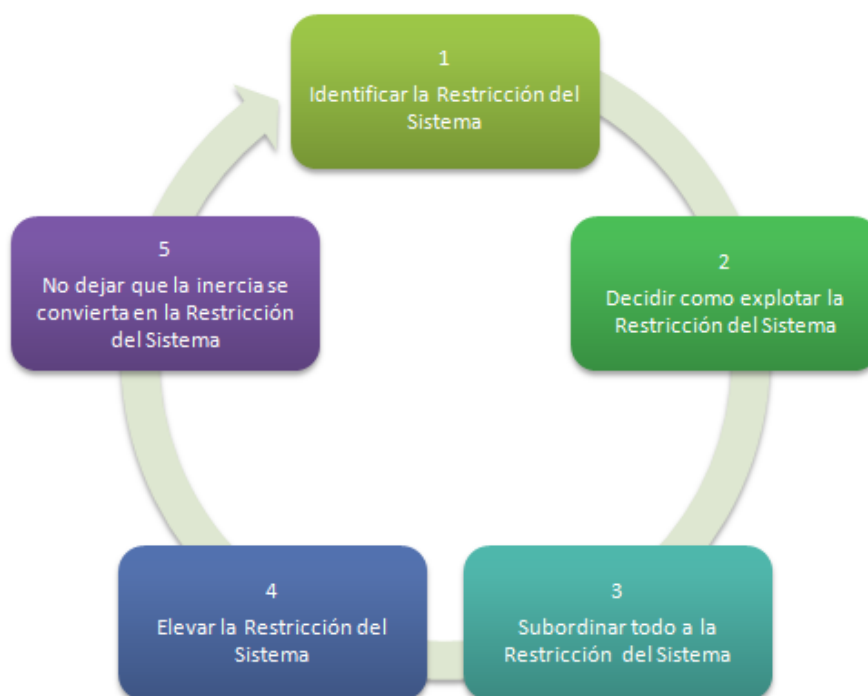 1
Identificar la Restricción del
Sistema
2
Decidir como explotar la
Restricción del Sistema
3
Subordinar todo a la
Restricción del Sistema
4
Elevar la Restricción del
Sistema
5
No dejar que la inercia se
convierta en la Restricción
del Sistema